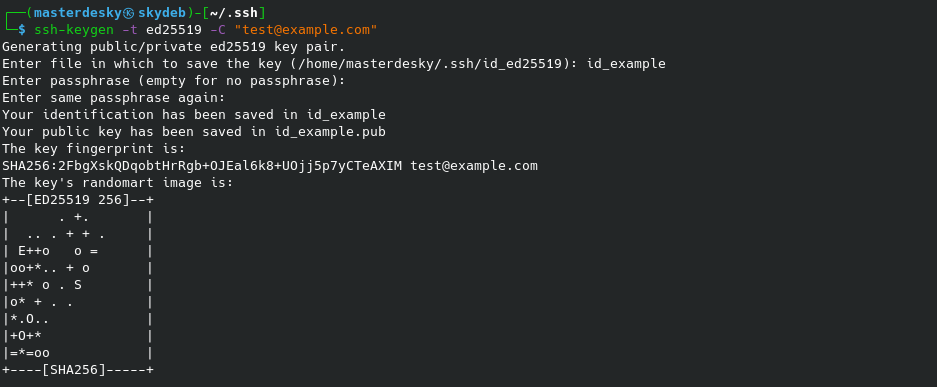 ┌──(masterdesky㉿skydeb)-[~/.ssh]
└─$ ssh-keygen -t ed25519 -C "test@example.com"
Generating public/private ed25519 key pair.
Enter file in which to save the key (/home/masterdesky/.ssh/id_ed25519): id_example
Enter passphrase (empty for no passphrase):
Enter same passphrase again:
Your identification has been saved in id_example
Your public key has been saved in id_example.pub
The key fingerprint is:
SHA256:2FbgXskQDqobtHrRgb+OJEal6k8+UOjj5p7yCTeAXIM test@example.com
The key's randomart image is:
+--[ED25519 256]--+
|      . +.       |
|  .. . + + .     |
| E++o   o =      |
|oo+*.. + o       |
|++* o . S        |
|o* + . .         |
|*.O..            |
|+O+*             |
|=*=oo            |
+----[SHA256]-----+